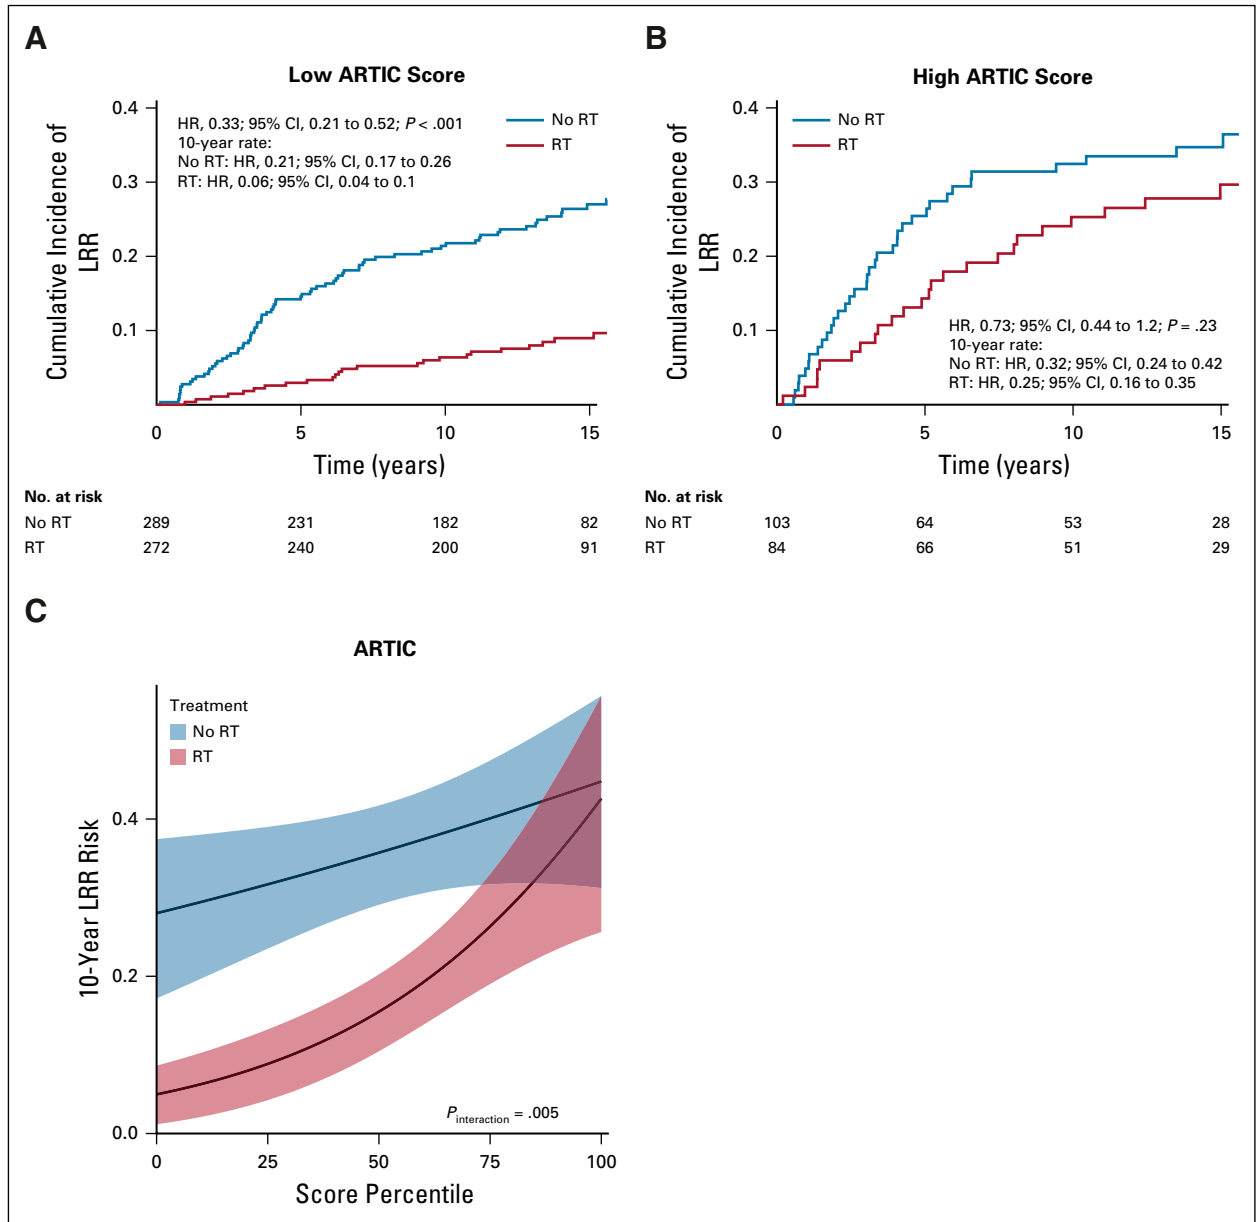 A
Low ARTIC Score
Cumulative Incidence of
LRR
0.4
0.3
0.2
0.1
HR, 0.33; 95% CI, 0.21 to 0.52; P < .001
10-year rate:
No RT: HR, 0.21; 95% CI, 0.17 to 0.26
RT: HR, 0.06; 95% CI, 0.04 to 0.1
No RT
RT
0 5 10 15
Time (years)
No. at risk
No RT 289 231 182 82
RT 272 240 200 91
B
High ARTIC Score
Cumulative Incidence of
LRR
0.4
0.3
0.2
0.1
No RT
RT
HR, 0.73; 95% CI, 0.44 to 1.2; P = .23
10-year rate:
No RT: HR, 0.32; 95% CI, 0.24 to 0.42
RT: HR, 0.25; 95% CI, 0.16 to 0.35
0 5 10 15
Time (years)
No. at risk
No RT 103 64 53 28
RT 84 66 51 29
C
ARTIC
10-Year LRR Risk
0.4
0.2
0.0
Treatment
No RT
RT
Pinteraction = .005
0 25 50 75 100
Score Percentile